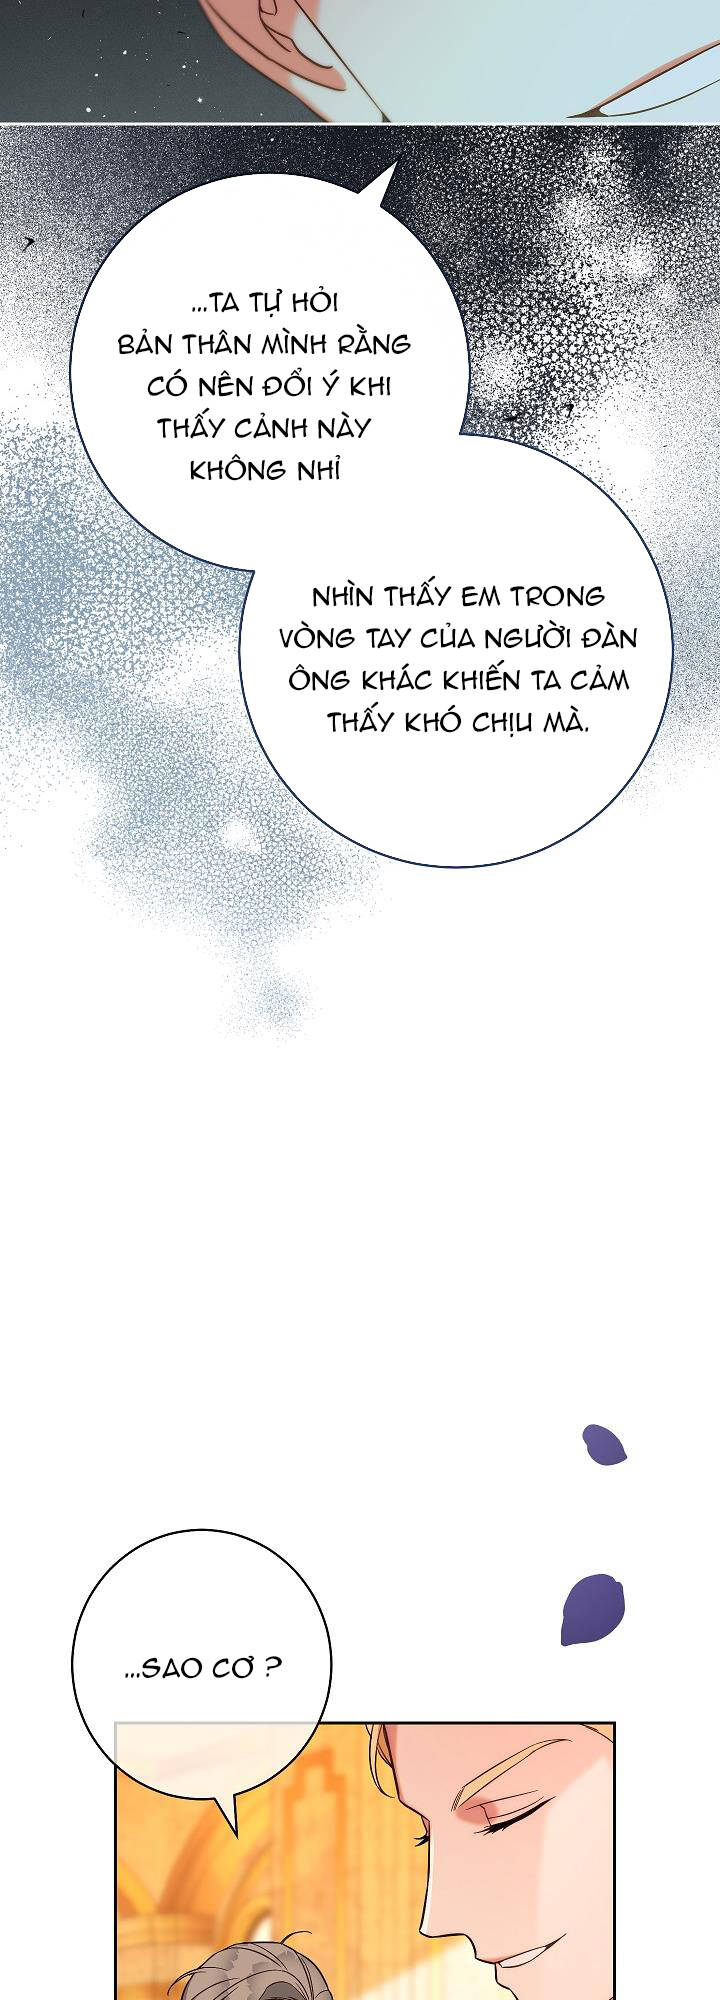 ...TA TỰ HỎI
BẢN THÂN MÌNH RẰNG
CÓ NÊN ĐỔI Ý KHI
THẤY CẢNH NÀY
KHÔNG NHỈ
NHÌN THẤY EM TRONG
VÒNG TAY CỦA NGƯỜI ĐÀN
ÔNG KHÁC KHIẾN TA CẢM
THẤY KHÓ CHỊU MÀ.
...SAO CƠ ?